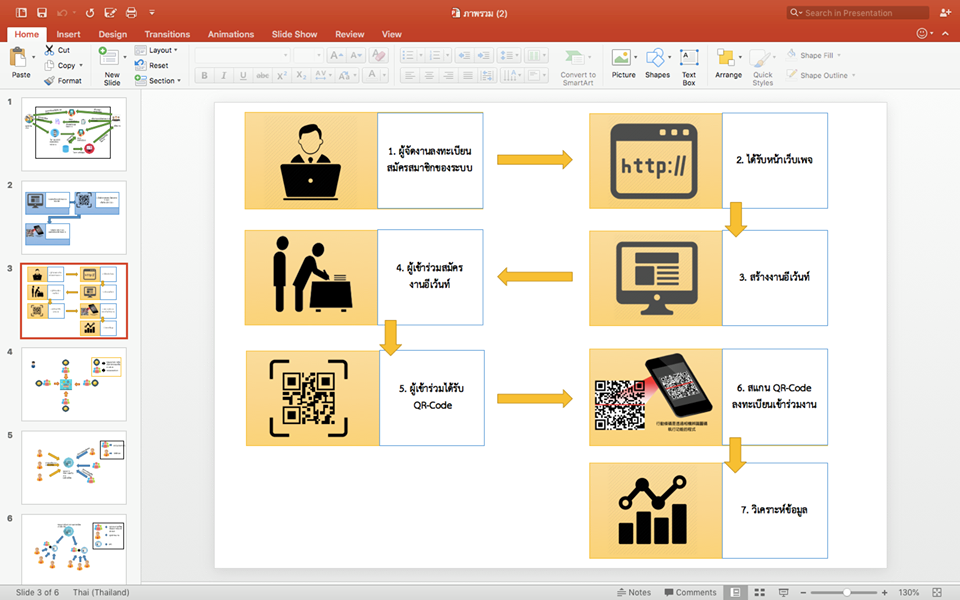 ภาพรวม (2)
Search in Presentation
Home Insert Design Transitions Animations Slide Show Review View
Paste
Cut
Copy
Format
New
Slide
Layout
Reset
Section
B I U abc X² X₂ AV Aa A
Convert to
SmartArt
Picture
Shapes
Text
Box
Arrange
Quick
Styles
Shape Fill
Shape Outline
1
2
3
4
5
6
1. ผู้จัดงานลงทะเบียน
สมัครสมาชิกของระบบ
http://
2. ได้รับหน้าเว็บเพจ
3. สร้างงานอีเว้นท์
4. ผู้เข้าร่วมสมัคร
งานอีเว้นท์
5. ผู้เข้าร่วมได้รับ
QR-Code
6. สแกน QR-Code
ลงทะเบียนเข้าร่วมงาน
7. วิเคราะห์ข้อมูล
Slide 3 of 6 Thai (Thailand)
Notes Comments 130%